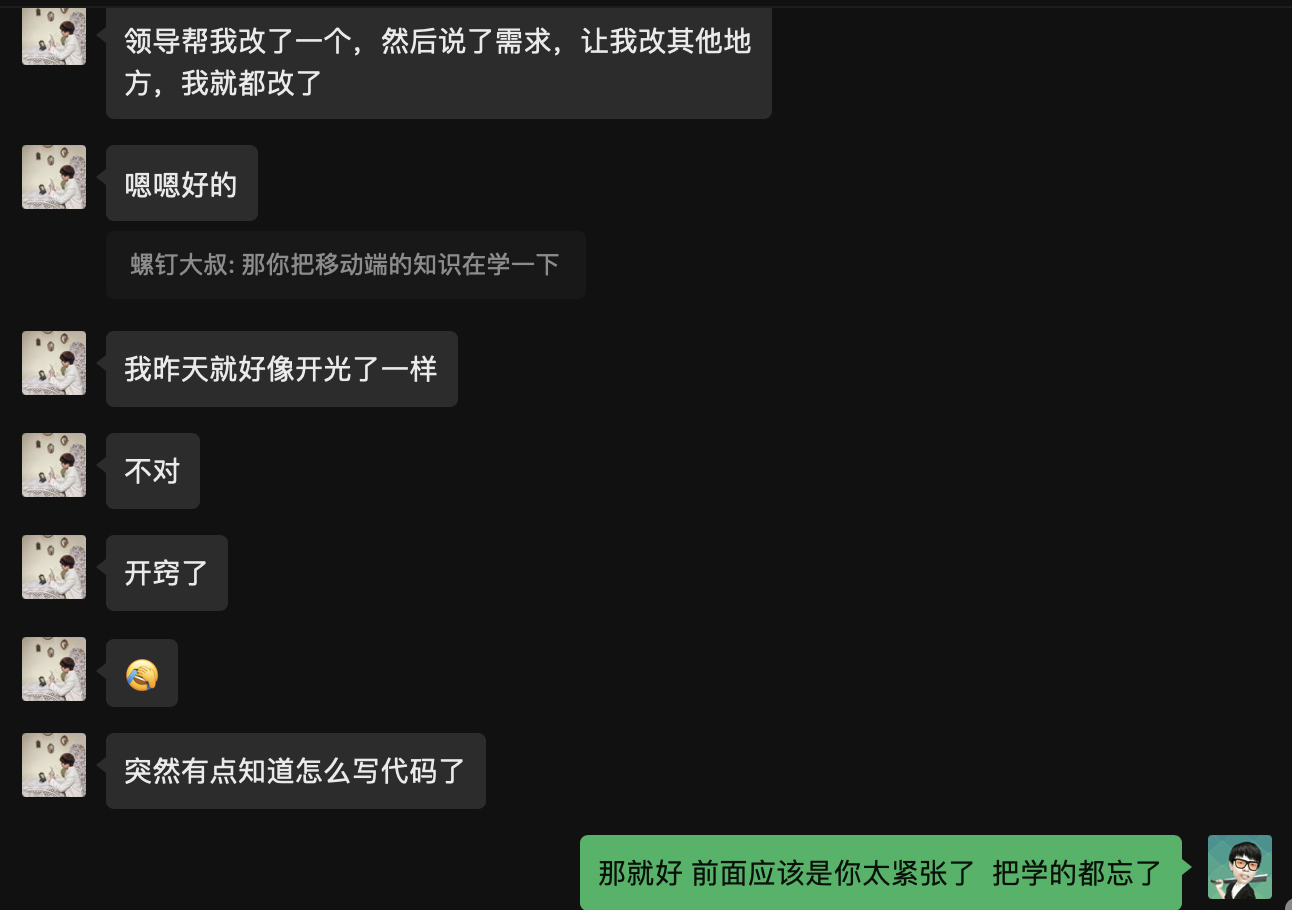 领导帮我改了一个，然后说了需求，让我改其他地
方，我就都改了
嗯嗯好的
螺钉大叔: 那你把移动端的知识在学一下
我昨天就好像开光了一样
不对
开窍了
🤣
突然有点知道怎么写代码了
那就好 前面应该是你太紧张了  把学的都忘了